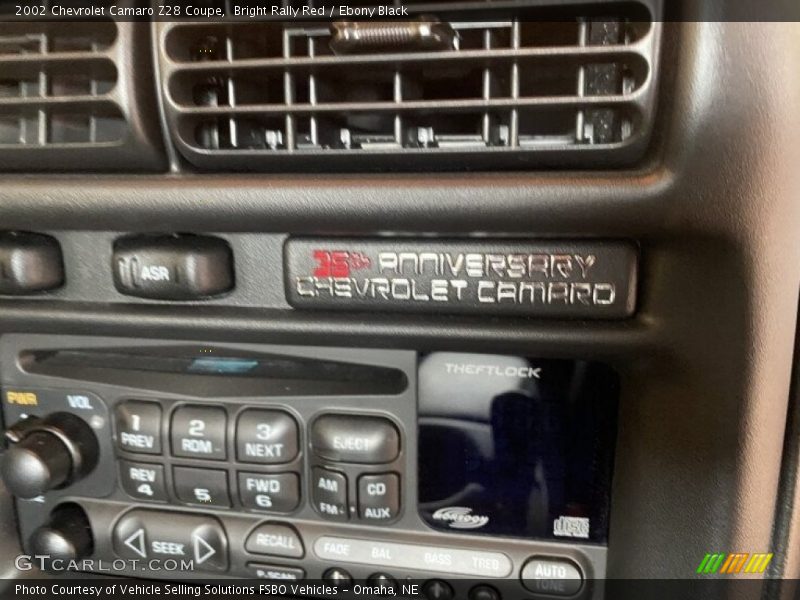 2002 Chevrolet Camaro Z28 Coupe, Bright Rally Red / Ebony Black
ASR
35th ANNIVERSARY
CHEVROLET CAMARO
THEFTLOCK
PWR
VOL
1 PREV
2 RDM
3 NEXT
EJECT
REV 4
5
FWD 6
AM FM
CD AUX
MONSOON
SEEK
RECALL
FADE BAL BASS TREB
P.SCAN
AUTO
GTCarLot.com
Photo Courtesy of Vehicle Selling Solutions FSBO Vehicles - Omaha, NE